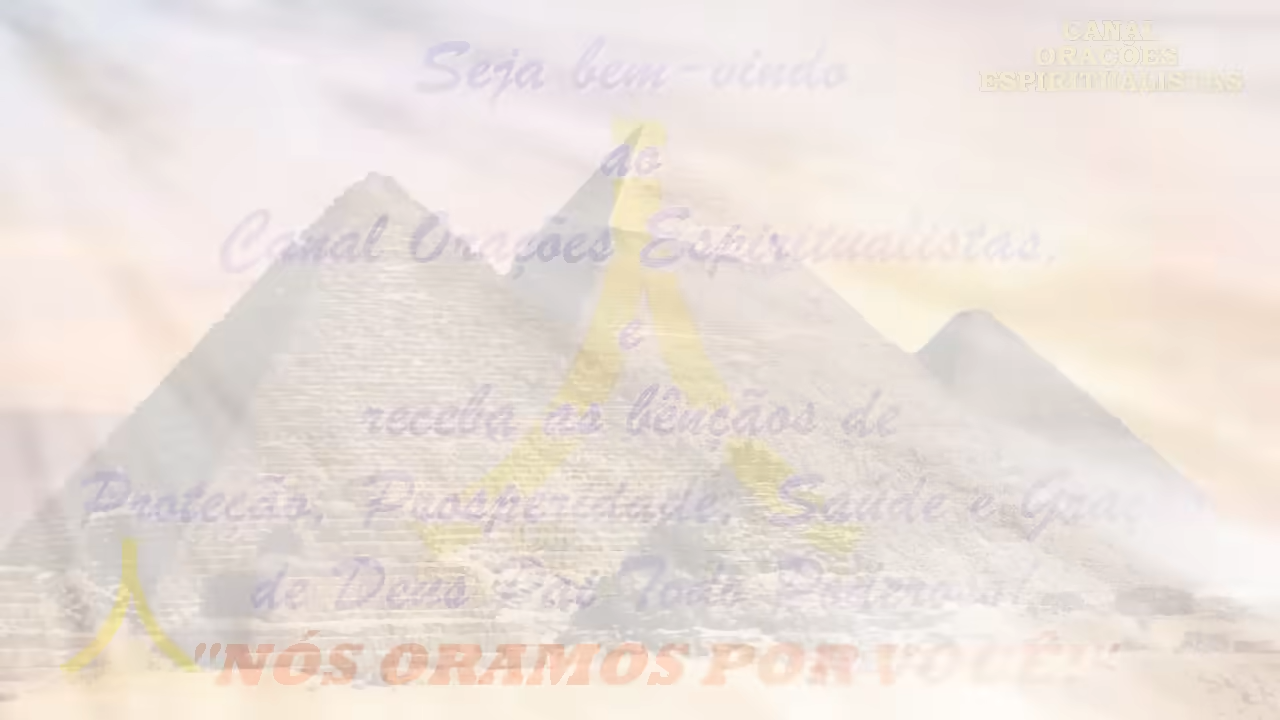 CANAL
ORAÇÕES
ESPIRITUALISTAS
Seja bem-vindo
ao
Canal Orações Espiritualistas,
e
receba as bênçãos de
Proteção, Prosperidade, Saúde e
de Deus Pai Todo
"NÓS ORAMOS POR VOCÊ!"